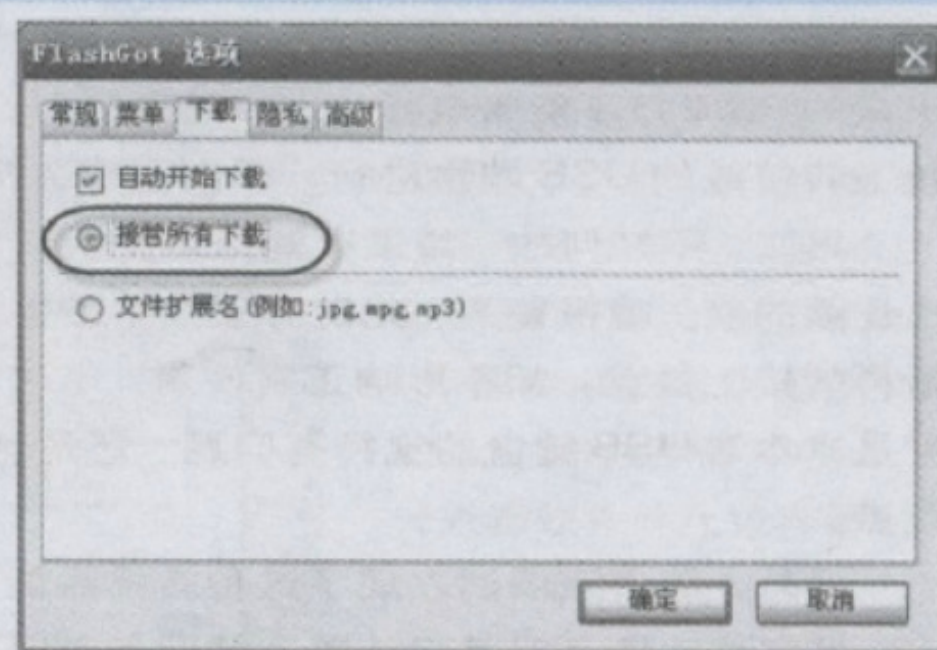 FlashGot 选项
常规 菜单 下载 隐私 高级
自动开始下载
接管所有下载
文件扩展名(例如:jpg,mpg,mp3)
确定 取消